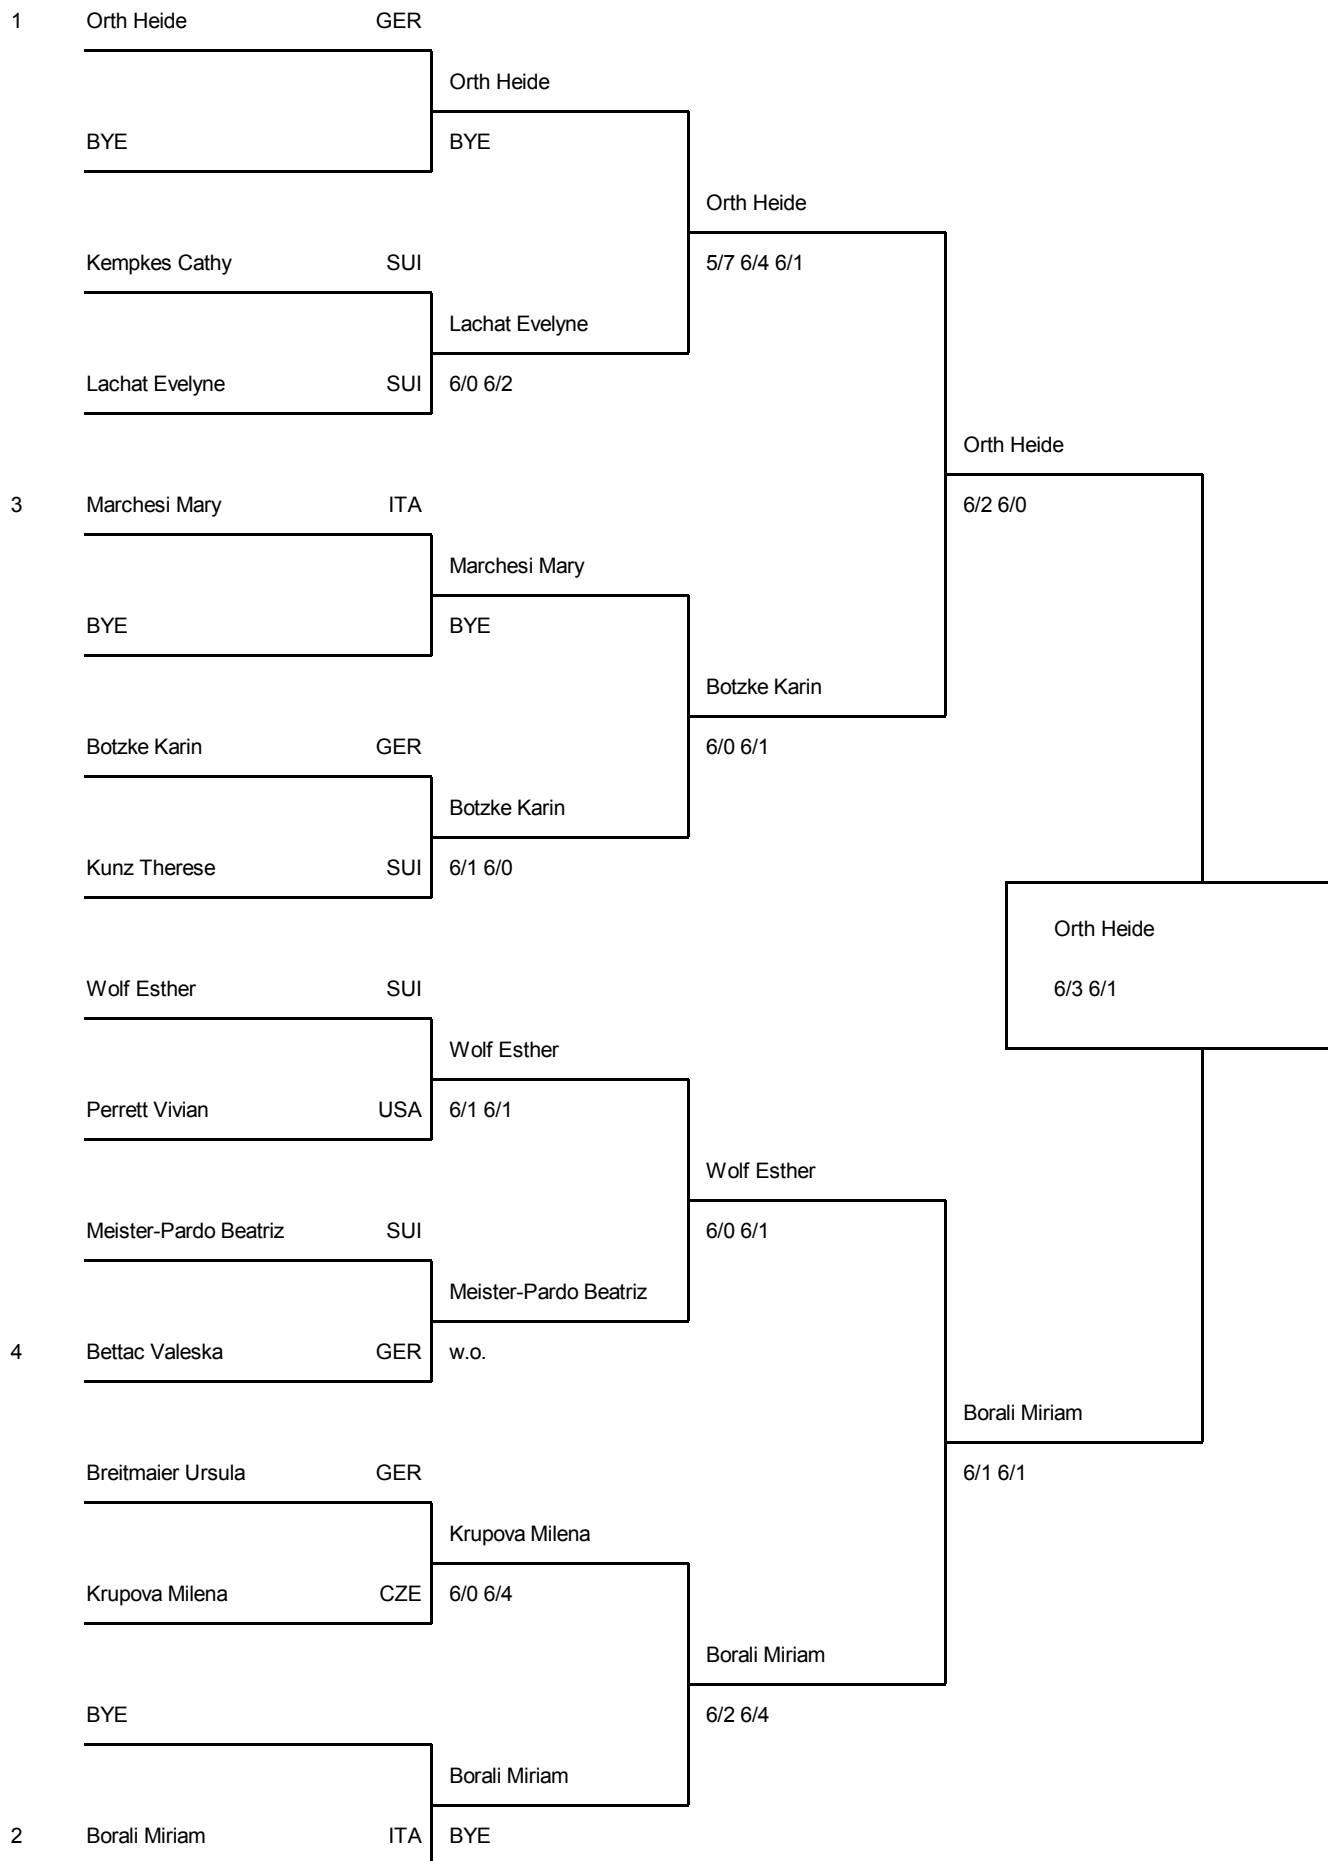 1 Orth Heide GER
Orth Heide
BYE BYE
Orth Heide
Kempkes Cathy SUI 5/7 6/4 6/1
Lachat Evelyne
Lachat Evelyne SUI 6/0 6/2
Orth Heide
3 Marchesi Mary ITA 6/2 6/0
Marchesi Mary
BYE BYE
Botzke Karin
Botzke Karin GER 6/0 6/1
Botzke Karin
Kunz Therese SUI 6/1 6/0
Orth Heide
Wolf Esther SUI 6/3 6/1
Wolf Esther
Perrett Vivian USA 6/1 6/1
Wolf Esther
Meister-Pardo Beatriz SUI 6/0 6/1
Meister-Pardo Beatriz
4 Bettac Valeska GER w.o.
Borali Miriam
Breitmaier Ursula GER 6/1 6/1
Krupova Milena
Krupova Milena CZE 6/0 6/4
Borali Miriam
BYE 6/2 6/4
Borali Miriam
2 Borali Miriam ITA BYE